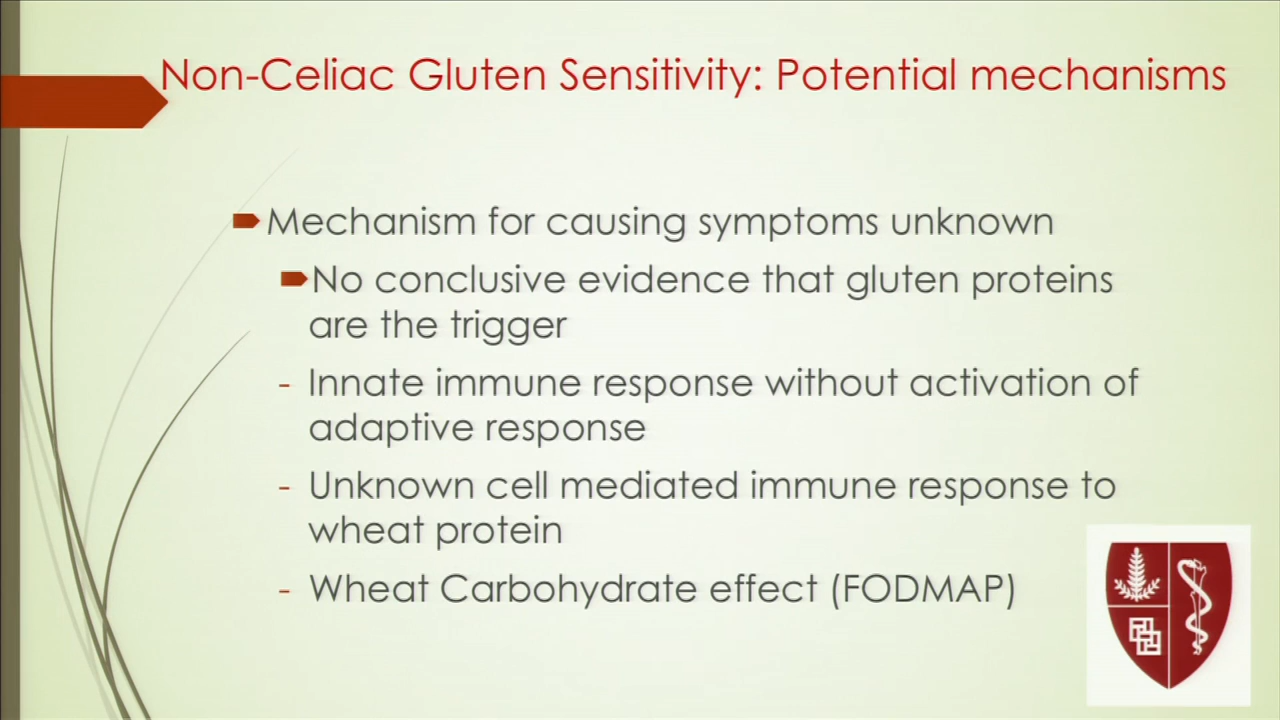 Non-Celiac Gluten Sensitivity: Potential mechanisms
Mechanism for causing symptoms unknown
No conclusive evidence that gluten proteins
are the trigger
- Innate immune response without activation of
adaptive response
- Unknown cell mediated immune response to
wheat protein
- Wheat Carbohydrate effect (FODMAP)